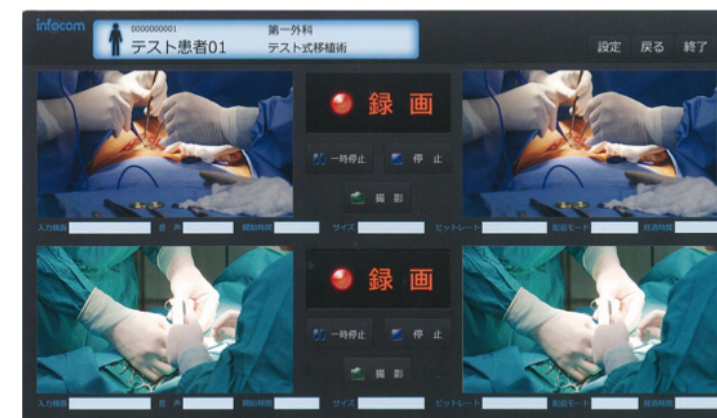 infocom
0000000001 第一外科
テスト患者01 テスト式移植術
設定 戻る 終了
録画
一時停止 停止
撮影
入力機器 音声 開始時間 サイズ ビットレート 配信モード 経過時間
録画
一時停止 停止
撮影
入力機器 音声 開始時間 サイズ ビットレート 配信モード 経過時間